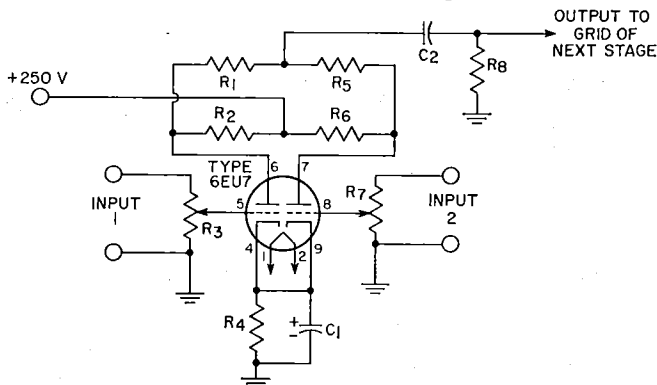 OUTPUT TO
GRID OF
NEXT STAGE
C2
R8
+250 V
R1
R5
R2
R6
TYPE
6EU7
6
7
INPUT
1
R3
5
8
R7
INPUT
2
4
1
2
9
R4
+
-
C1